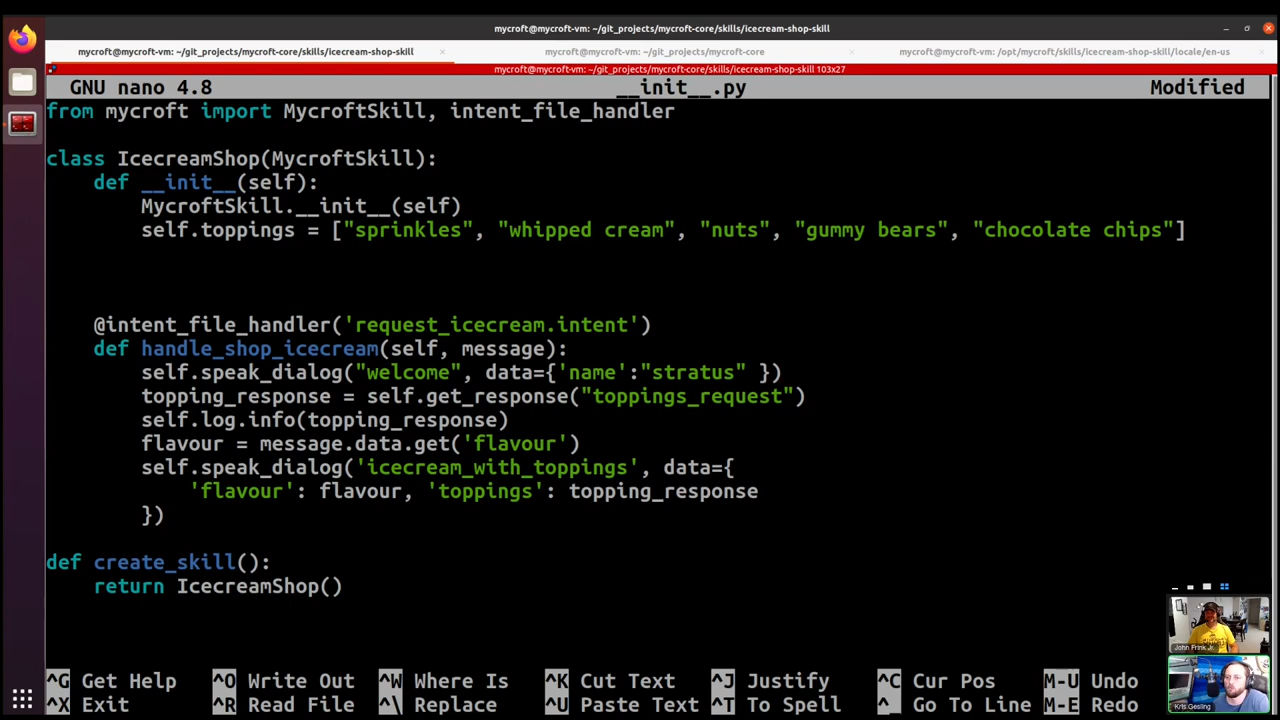 mycroft@mycroft-vm: ~/git_projects/mycroft-core/skills/icecream-shop-skill
mycroft@mycroft-vm: ~/git_projects/mycroft-core/skills/icecream-shop-skill × mycroft@mycroft-vm: ~/git_projects/mycroft-core × mycroft@mycroft-vm: /opt/mycroft/skills/icecream-shop-skill/locale/en-us ×
mycroft@mycroft-vm: ~/git_projects/mycroft-core/skills/icecream-shop-skill 103x27
GNU nano 4.8 __init__.py Modified
from mycroft import MycroftSkill, intent_file_handler
class IcecreamShop(MycroftSkill):
def __init__(self):
MycroftSkill.__init__(self)
self.toppings = ["sprinkles", "whipped cream", "nuts", "gummy bears", "chocolate chips"]
@intent_file_handler('request_icecream.intent')
def handle_shop_icecream(self, message):
self.speak_dialog("welcome", data={'name':"stratus" })
topping_response = self.get_response("toppings_request")
self.log.info(topping_response)
flavour = message.data.get('flavour')
self.speak_dialog('icecream_with_toppings', data={
'flavour': flavour, 'toppings': topping_response
})
def create_skill():
return IcecreamShop()
John Frink Jr.
Kris Gesling
^G Get Help ^O Write Out ^W Where Is ^K Cut Text ^J Justify ^C Cur Pos M-U Undo
^X Exit ^R Read File ^\ Replace ^U Paste Text ^T To Spell ^_ Go To Line M-E Redo